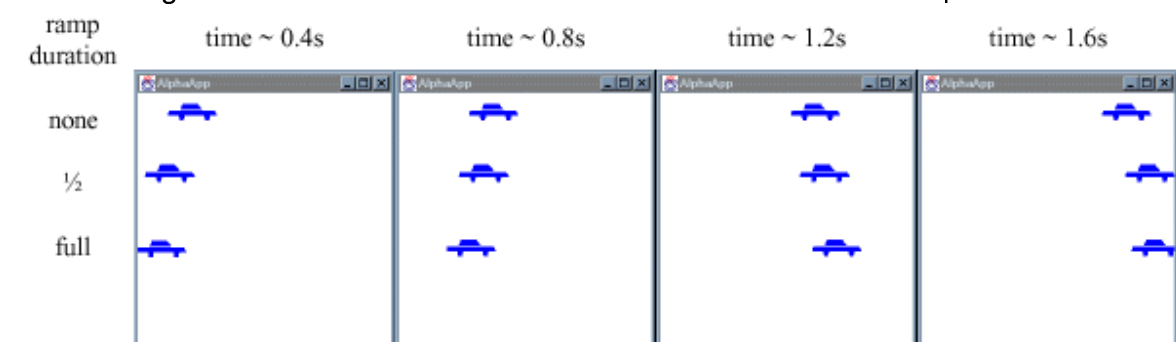 ramp
duration
time ~ 0.4s
time ~ 0.8s
time ~ 1.2s
time ~ 1.6s
AlphaApp
AlphaApp
AlphaApp
AlphaApp
none
½
full